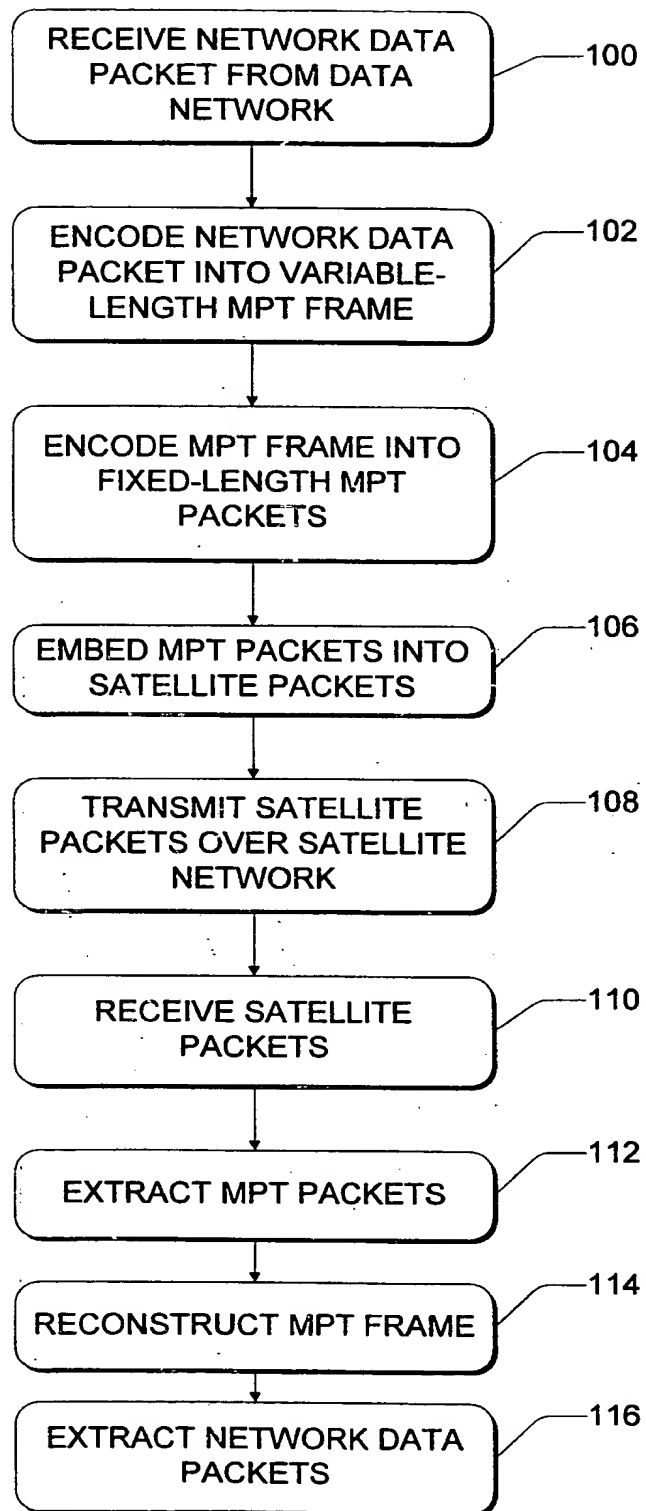 RECEIVE NETWORK DATA
PACKET FROM DATA
NETWORK
100
ENCODE NETWORK DATA
PACKET INTO VARIABLE-
LENGTH MPT FRAME
102
ENCODE MPT FRAME INTO
FIXED-LENGTH MPT
PACKETS
104
EMBED MPT PACKETS INTO
SATELLITE PACKETS
106
TRANSMIT SATELLITE
PACKETS OVER SATELLITE
NETWORK
108
RECEIVE SATELLITE
PACKETS
110
EXTRACT MPT PACKETS
112
RECONSTRUCT MPT FRAME
114
EXTRACT NETWORK DATA
PACKETS
116